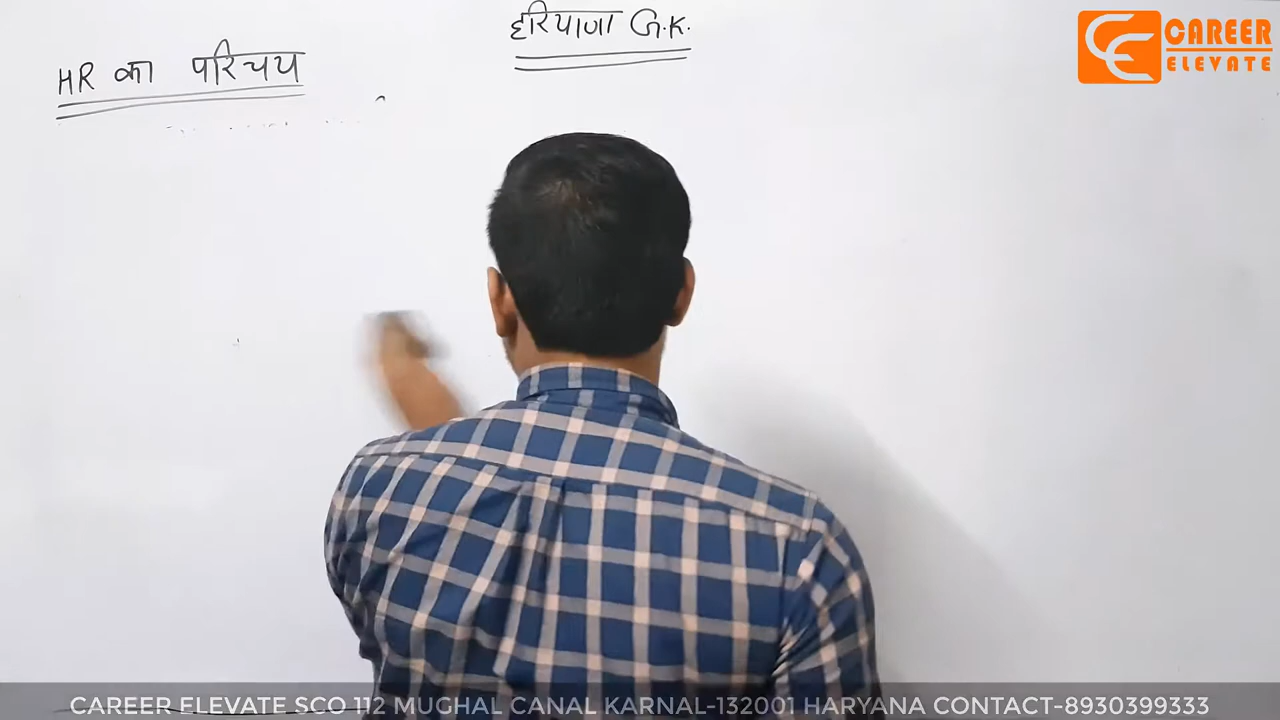 हरियाणा G.K.
HR का परिचय
CAREER
ELEVATE
CAREER ELEVATE SCO 112 MUGHAL CANAL KARNAL-132001 HARYANA CONTACT-8930399333